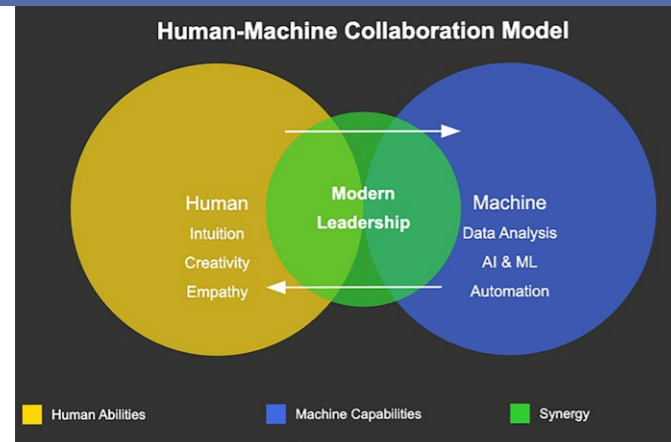 Human-Machine Collaboration Model
Human
Intuition
Creativity
Empathy
Modern
Leadership
Machine
Data Analysis
AI & ML
Automation
Human Abilities
Machine Capabilities
Synergy